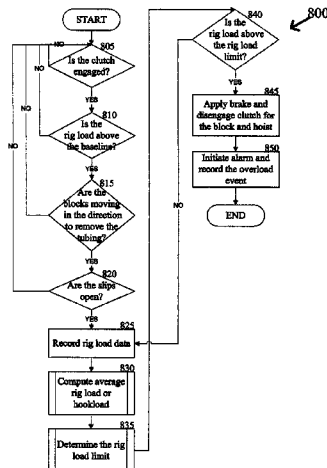 START
805
Is the clutch
engaged?
NO
NO
NO
NO
YES
810
Is the
rig load above
the baseline?
YES
815
Are the
blocks moving
in the direction
to remove the
tubing?
YES
820
Are the slips
open?
YES
825
Record rig load data
830
Compute average
rig load or
hookload
835
Determine the rig
load limit
840
Is the
rig load above
the rig load
limit?
800
YES
NO
845
Apply brake and
disengage clutch for
the block and hoist
850
Initiate alarm and
record the overload
event
END